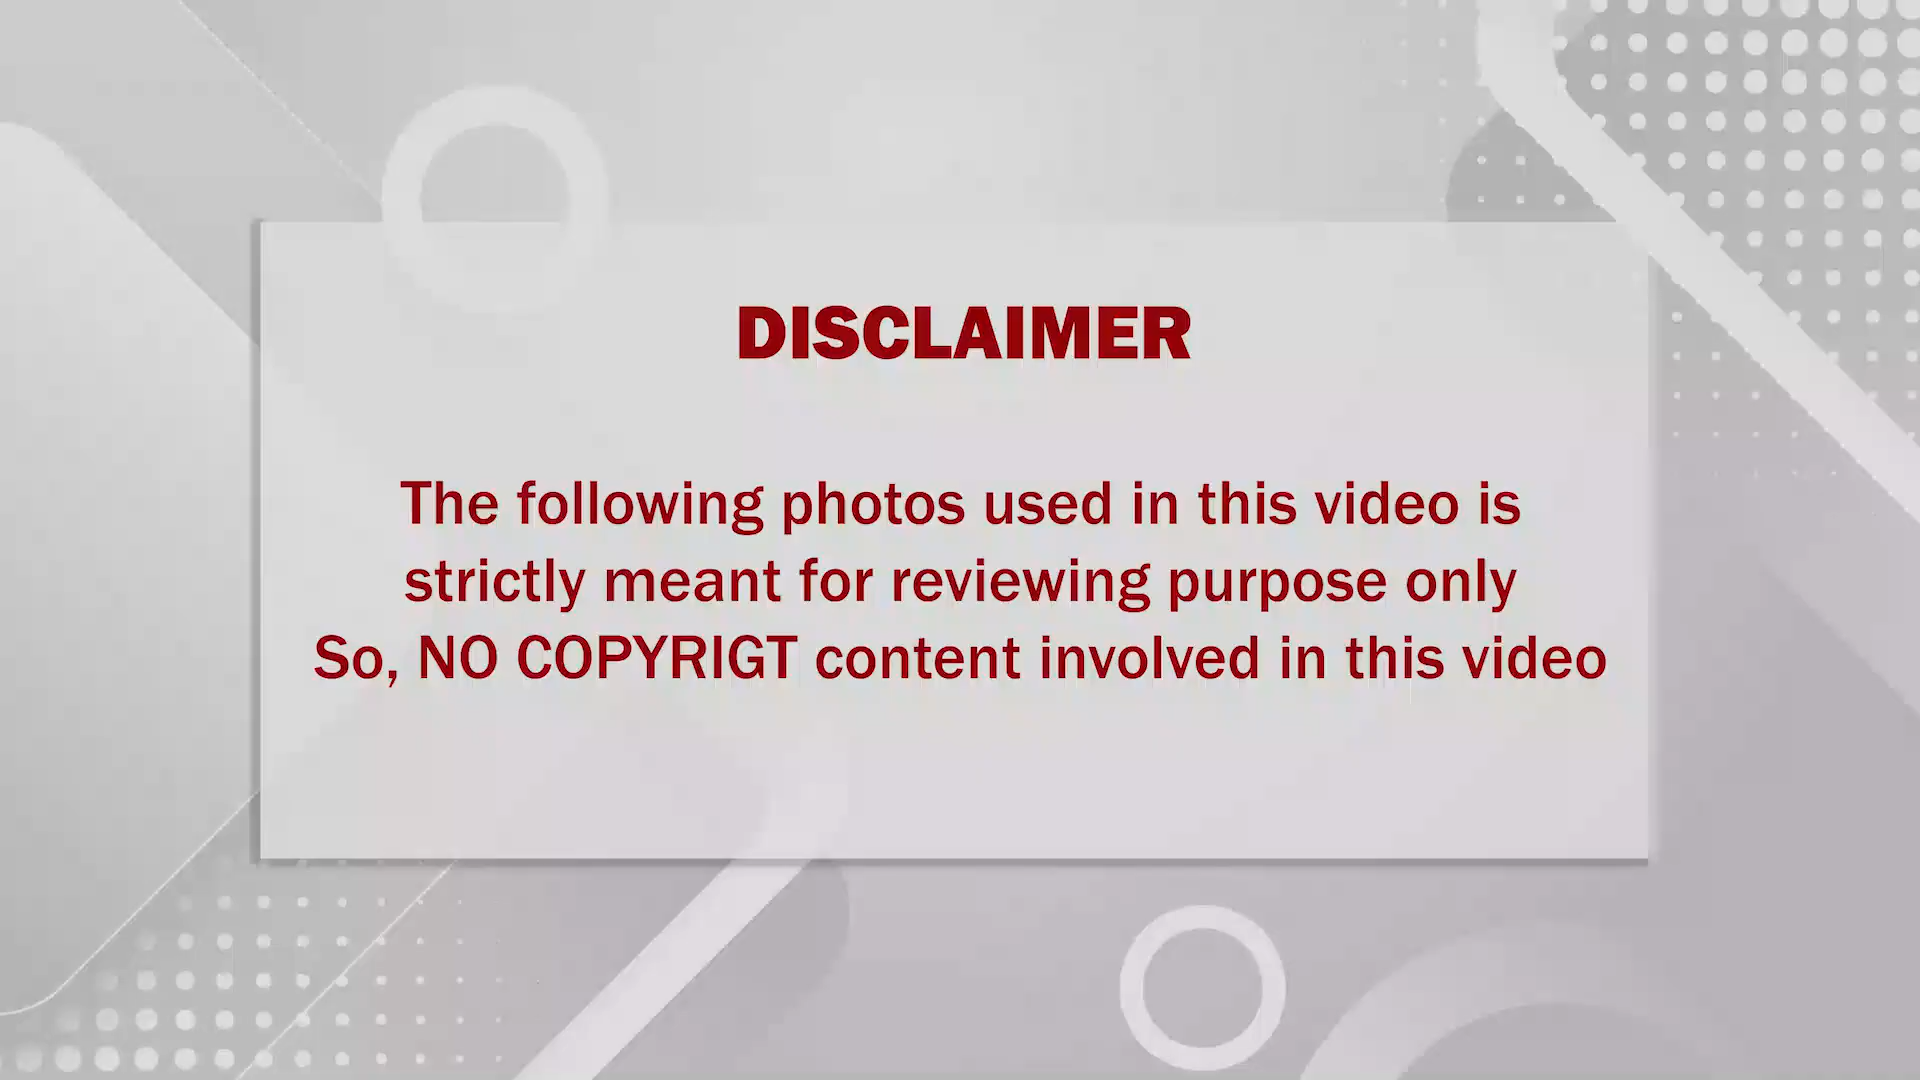 DISCLAIMER
The following photos used in this video is
strictly meant for reviewing purpose only
So, NO COPYRIGT content involved in this video